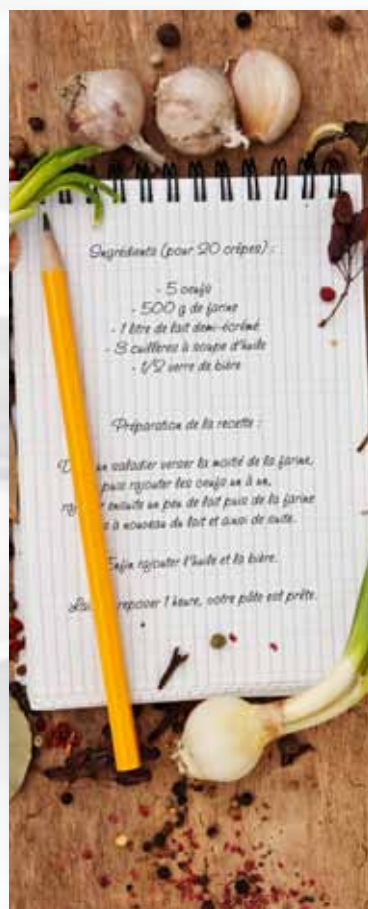 Ingrédients (pour 20 crêpes) :
- 5 oeufs
- 500 g de farine
- 1 litre de lait demi-écrémé
- 3 cuillères à soupe d'huile
- 1/2 verre de bière
Préparation de la recette :
un saladier verser la moitié de la farine,
puis rajouter les oeufs un à un,
ensuite un peu de lait puis de la farine
à nouveau du lait et ainsi de suite.
Enfin rajouter l'huile et la bière.
reposer 1 heure, votre pâte est prête.